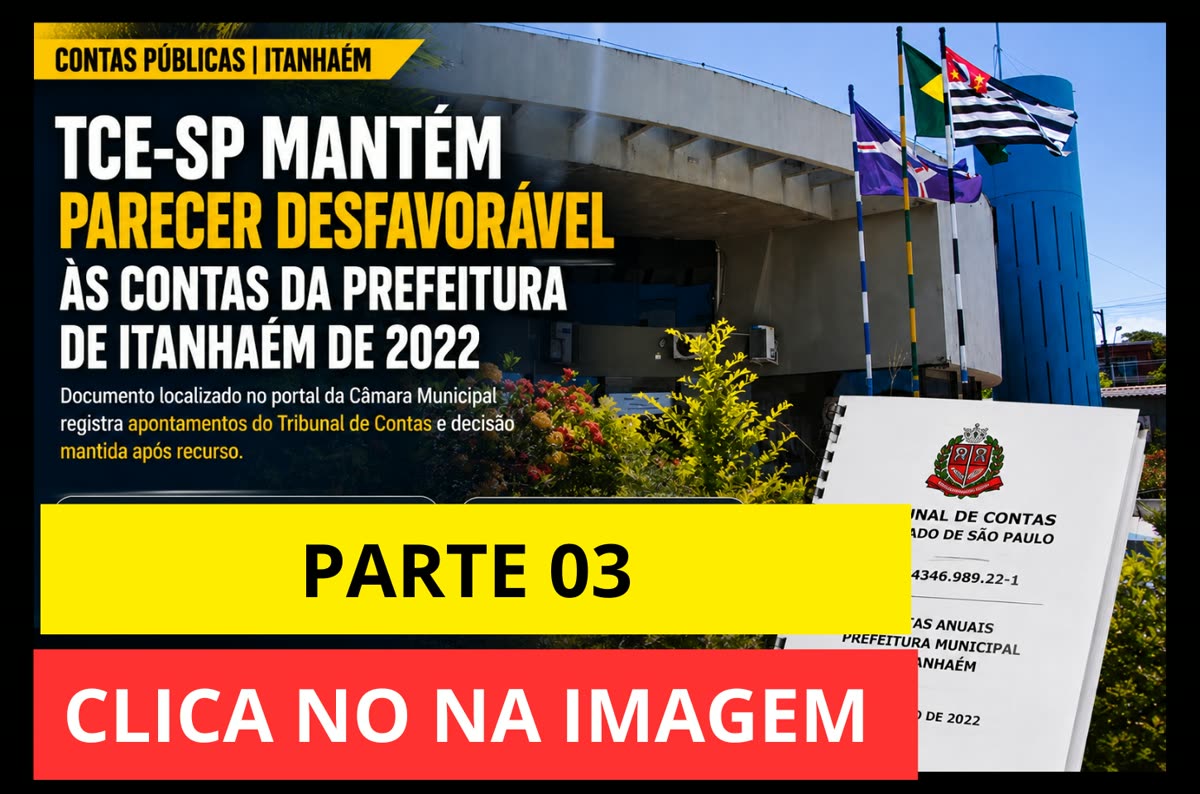 CONTAS PÚBLICAS | ITANHAÉM
TCE-SP MANTÉM
PARECER DESFAVORÁVEL
ÀS CONTAS DA PREFEITURA
DE ITANHAÉM DE 2022
Documento localizado no portal da Câmara Municipal
registra apontamentos do Tribunal de Contas e decisão
mantida após recurso.
PARTE 03
CLICA NO NA IMAGEM
DE CONTAS
DE SÃO PAULO
4346.989.22-1
ANUAIS
PREFEITURA MUNICIPAL
DE 2022